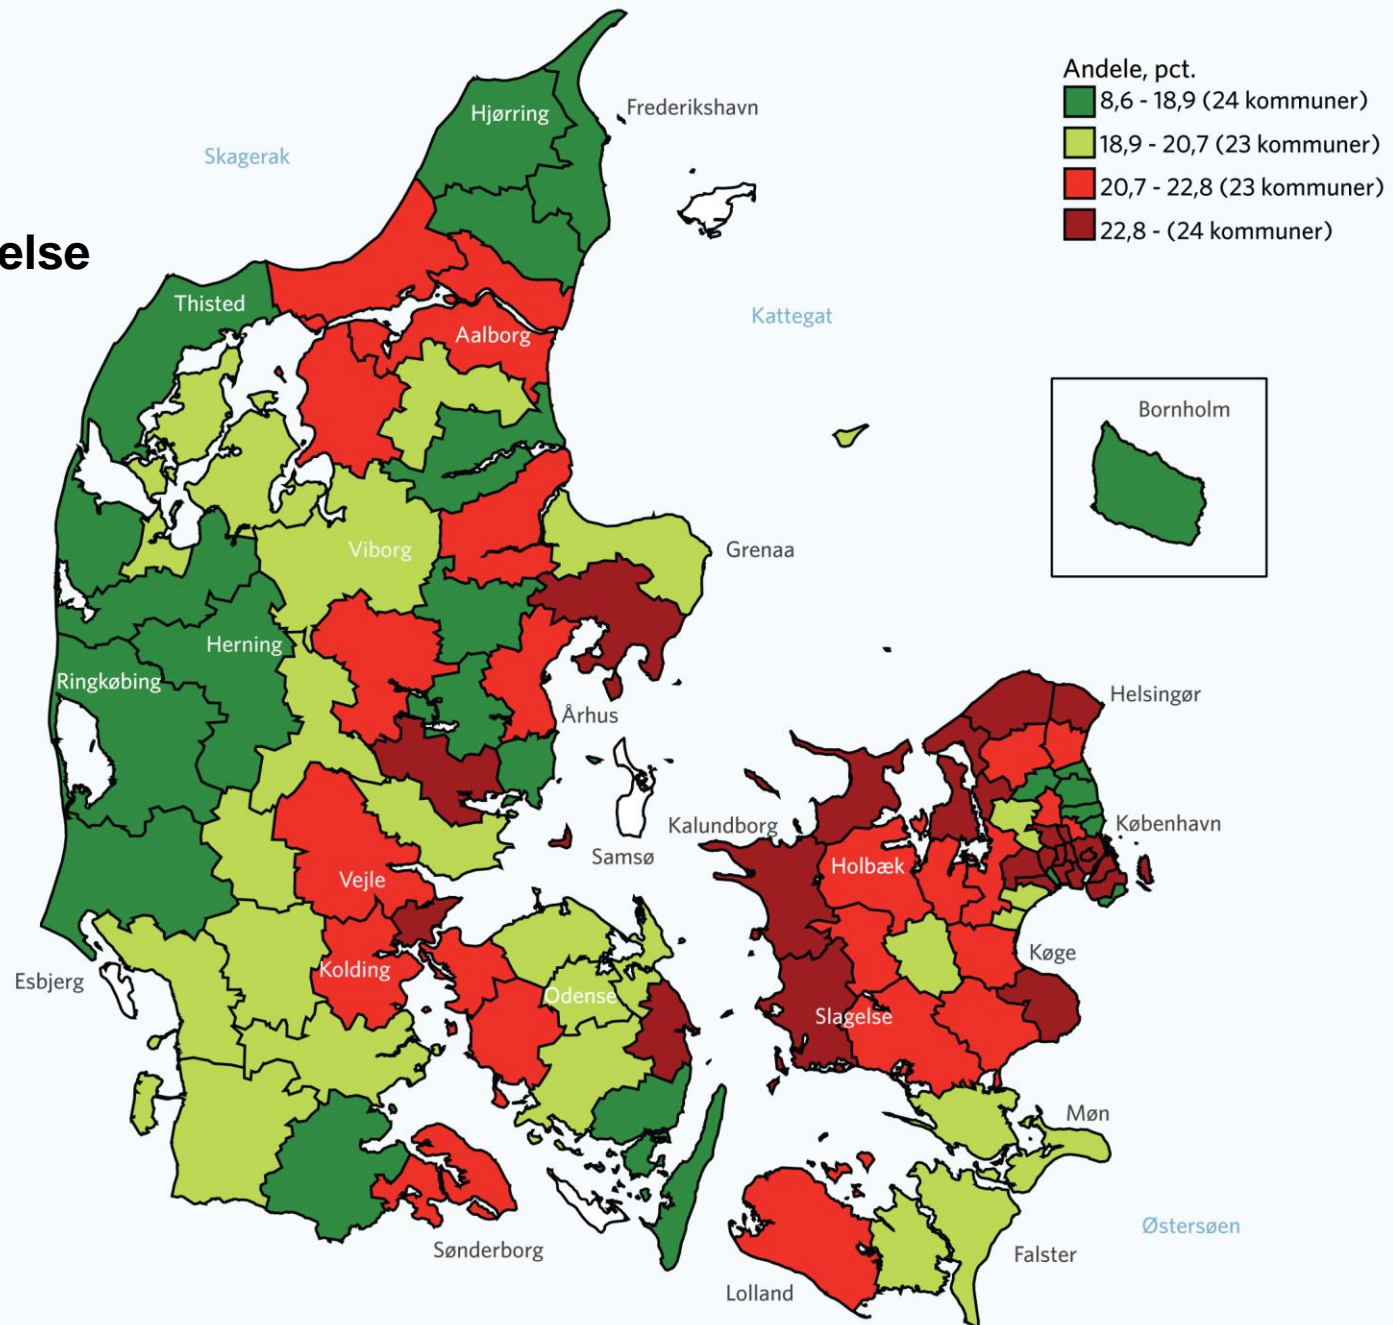 Andele, pct.
8,6 - 18,9 (24 kommuner)
18,9 - 20,7 (23 kommuner)
20,7 - 22,8 (23 kommuner)
22,8 - (24 kommuner)
Hjørring
Frederikshavn
Skagerak
else
Thisted
Kattegat
Aalborg
Bornholm
Viborg
Grenaa
Herning
Ringkøbing
Helsingør
Århus
København
Kalundborg
Samsø
Holbæk
Vejle
Køge
Kolding
Esbjerg
Odense
Slagelse
Møn
Østersøen
Sønderborg
Falster
Lolland